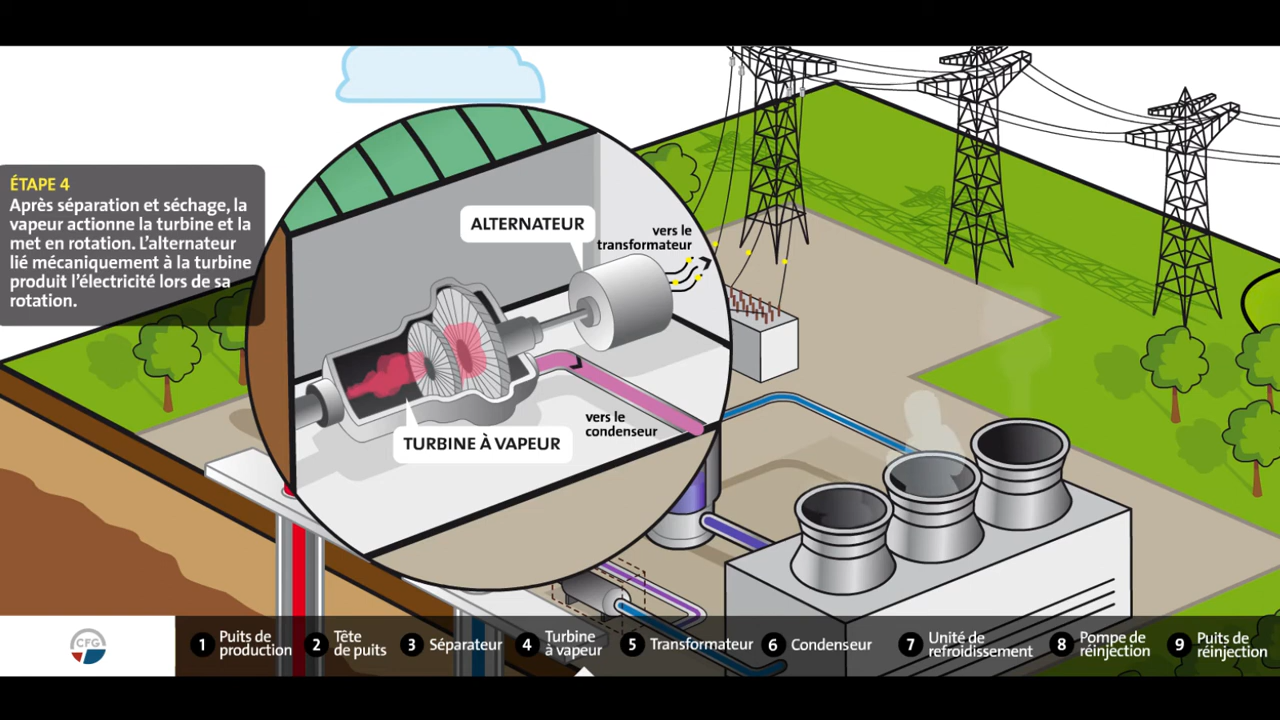 ÉTAPE 4
Après séparation et séchage, la
vapeur actionne la turbine et la
met en rotation. L'alternateur
lié mécaniquement à la turbine
produit l'électricité lors de sa
rotation.
ALTERNATEUR
vers le
transformateur
TURBINE À VAPEUR
vers le
condenseur
CFG
1 Puits de
production
2 Tête
de puits
3 Séparateur
4 Turbine
à vapeur
5 Transformateur
6 Condenseur
7 Unité de
refroidissement
8 Pompe de
réinjection
9 Puits de
réinjection